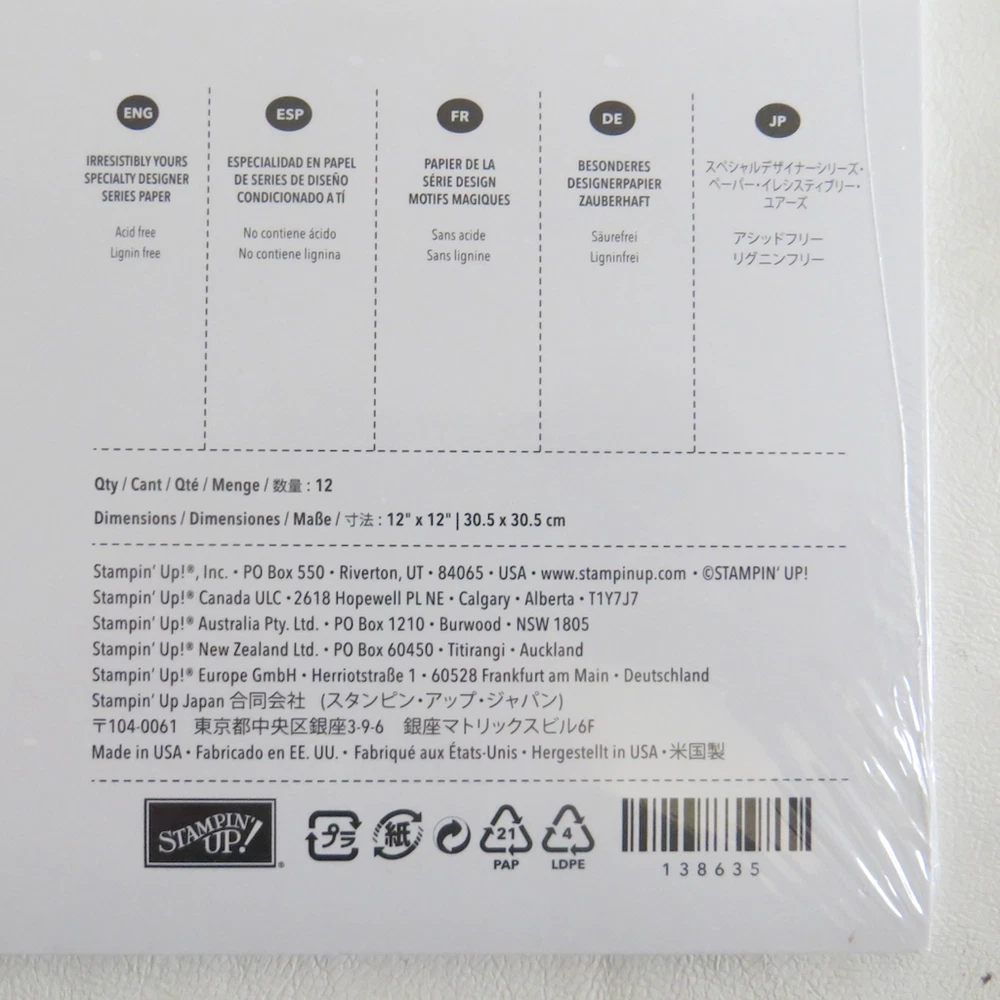 ENG
IRRESISTIBLY YOURS
SPECIALTY DESIGNER
SERIES PAPER
Acid free
Lignin free
ESP
ESPECIALIDAD EN PAPEL
DE SERIES DE DISEÑO
CONDICIONADO A TÍ
No contiene ácido
No contiene lignina
FR
PAPIER DE LA
SÉRIE DESIGN
MOTIFS MAGIQUES
Sans acide
Sans lignine
DE
BESONDERES
DESIGNERPAPIER
ZAUBERHAFT
Säurefrei
Ligninfrei
JP
スペシャルデザイナーシリーズ・
ペーパー・イレシスティブリー・
ユアーズ
アシッドフリー
リグニンフリー
Qty / Cant / Qté / Menge / 数量 : 12
Dimensions / Dimensiones / Maße / 寸法 : 12" x 12" | 30.5 x 30.5 cm
Stampin' Up!®, Inc. • PO Box 550 • Riverton, UT • 84065 • USA • www.stampinup.com • ©STAMPIN' UP!
Stampin' Up!® Canada ULC • 2618 Hopewell PL NE • Calgary • Alberta • T1Y7J7
Stampin' Up!® Australia Pty. Ltd. • PO Box 1210 • Burwood • NSW 1805
Stampin' Up!® New Zealand Ltd. • PO Box 60450 • Titirangi • Auckland
Stampin' Up!® Europe GmbH • Herriotstraße 1 • 60528 Frankfurt am Main • Deutschland
Stampin' Up Japan 合同会社 (スタンピン・アップ・ジャパン)
〒104-0061 東京都中央区銀座3-9-6 銀座マトリックスビル6F
Made in USA • Fabricado en EE. UU. • Fabriqué aux États-Unis • Hergestellt in USA • 米国製
STAMPIN' UP!®
プラ
紙
21
PAP
4
LDPE
138635